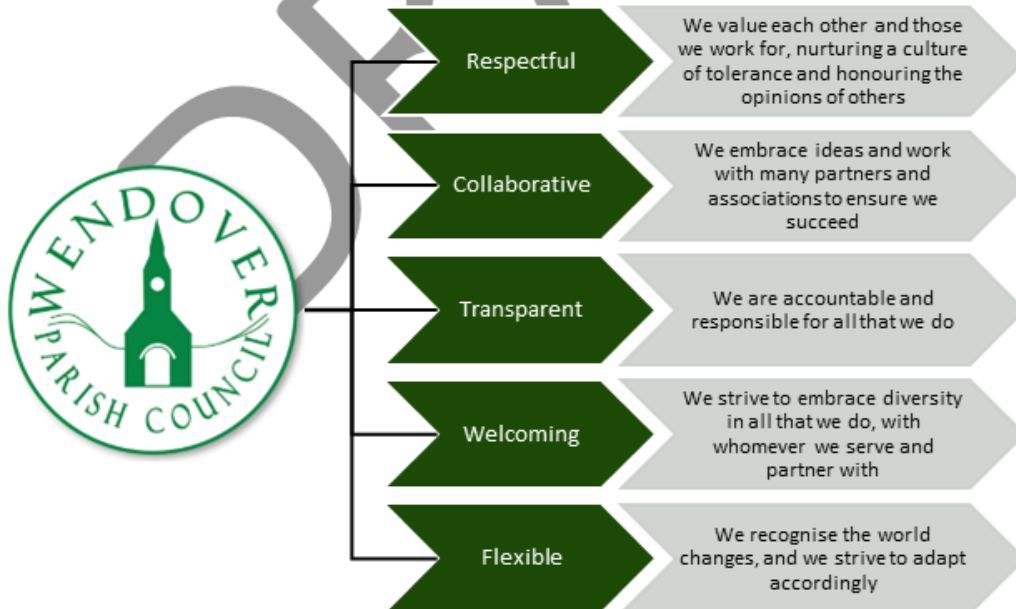 WENDOVER
PARISH COUNCIL
Respectful
We value each other and those
we work for, nurturing a culture
of tolerance and honouring the
opinions of others
Collaborative
We embrace ideas and work
with many partners and
associations to ensure we
succeed
Transparent
We are accountable and
responsible for all that we do
Welcoming
We strive to embrace diversity
in all that we do, with
whomever we serve and
partner with
Flexible
We recognise the world
changes, and we strive to adapt
accordingly